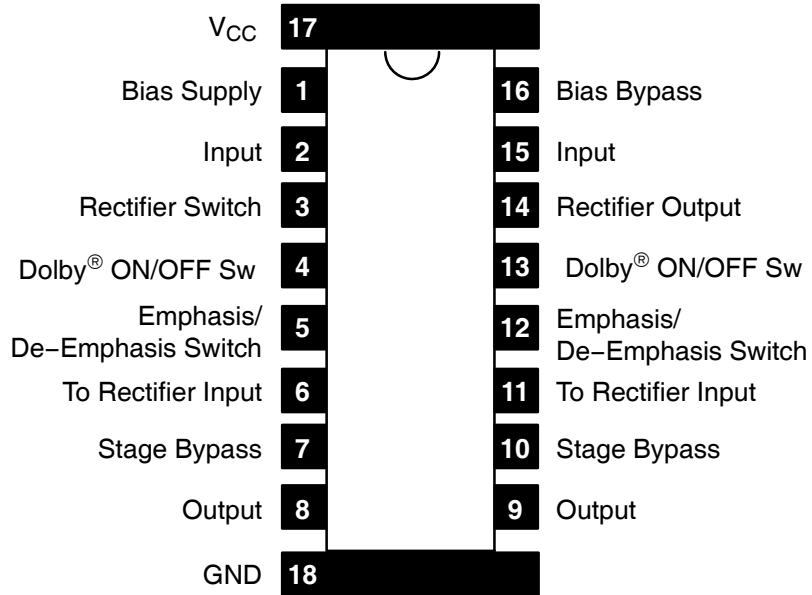 VCC 17
Bias Supply 1 16 Bias Bypass
Input 2 15 Input
Rectifier Switch 3 14 Rectifier Output
Dolby® ON/OFF Sw 4 13 Dolby® ON/OFF Sw
Emphasis/ 5 12 Emphasis/
De−Emphasis Switch De−Emphasis Switch
To Rectifier Input 6 11 To Rectifier Input
Stage Bypass 7 10 Stage Bypass
Output 8 9 Output
GND 18